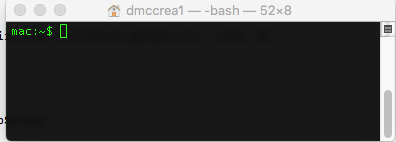 dmccrea1 — -bash — 52×8
mac:~$